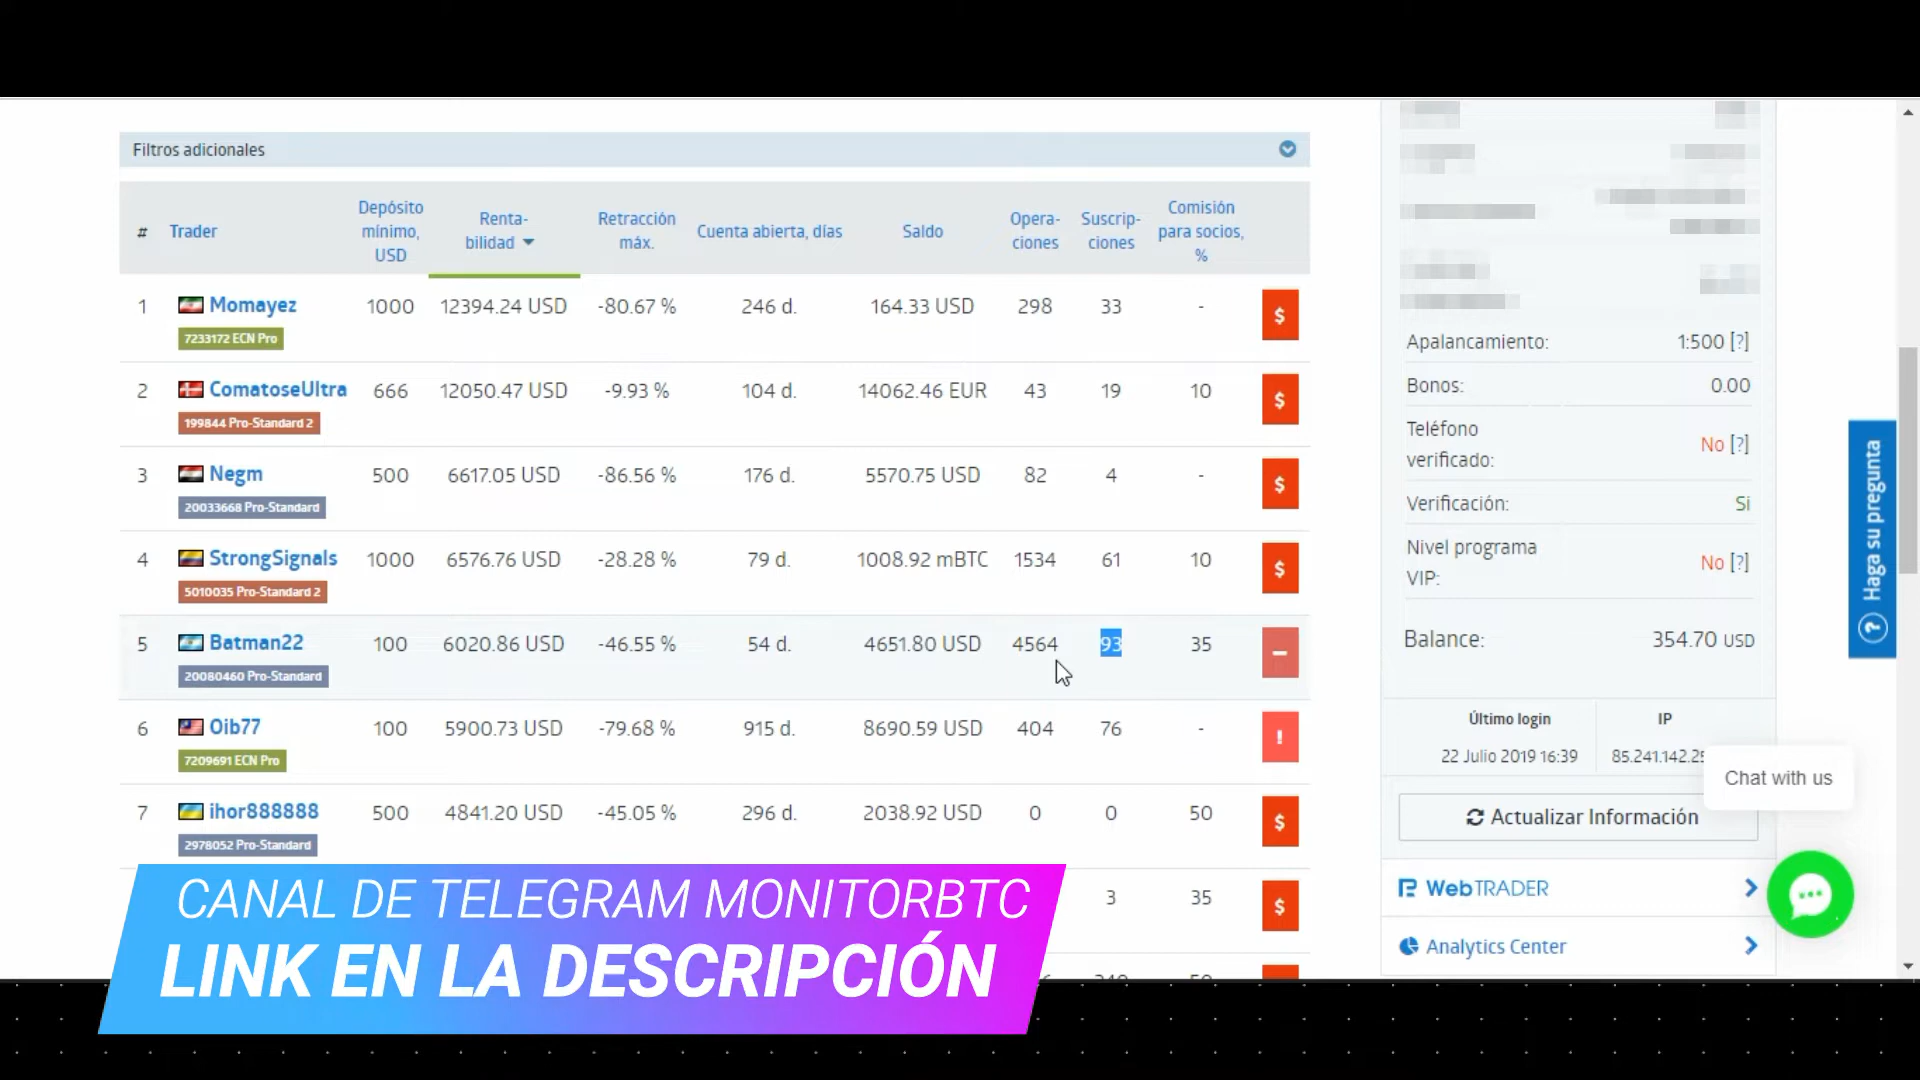 Filtros adicionales
# Trader Depósito mínimo, USD Renta-bilidad Retracción máx. Cuenta abierta, días Saldo Opera-ciones Suscrip-ciones Comisión para socios, %
1 Momayez 1000 12394.24 USD -80.67 % 246 d. 164.33 USD 298 33 - $
7233172 ECN Pro
2 ComatoseUltra 666 12050.47 USD -9.93 % 104 d. 14062.46 EUR 43 19 10 $
199844 Pro-Standard 2
3 Negm 500 6617.05 USD -86.56 % 176 d. 5570.75 USD 82 4 - $
20033668 Pro-Standard
4 StrongSignals 1000 6576.76 USD -28.28 % 79 d. 1008.92 mBTC 1534 61 10 $
5010035 Pro-Standard 2
5 Batman22 100 6020.86 USD -46.55 % 54 d. 4651.80 USD 4564 93 35 –
20080460 Pro-Standard
6 Oib77 100 5900.73 USD -79.68 % 915 d. 8690.59 USD 404 76 - !
7209691 ECN Pro
7 ihor888888 500 4841.20 USD -45.05 % 296 d. 2038.92 USD 0 0 50 $
2978052 Pro-Standard
3 35 $
CANAL DE TELEGRAM MONITORBTC
LINK EN LA DESCRIPCIÓN
Apalancamiento: 1:500 [?]
Bonos: 0.00
Teléfono verificado: No [?]
Verificación: Si
Nivel programa VIP: No [?]
Balance: 354.70 USD
Último login IP
22 Julio 2019 16:39 85.241.142.25
Actualizar Información
WebTRADER
Analytics Center
Haga su pregunta
Chat with us